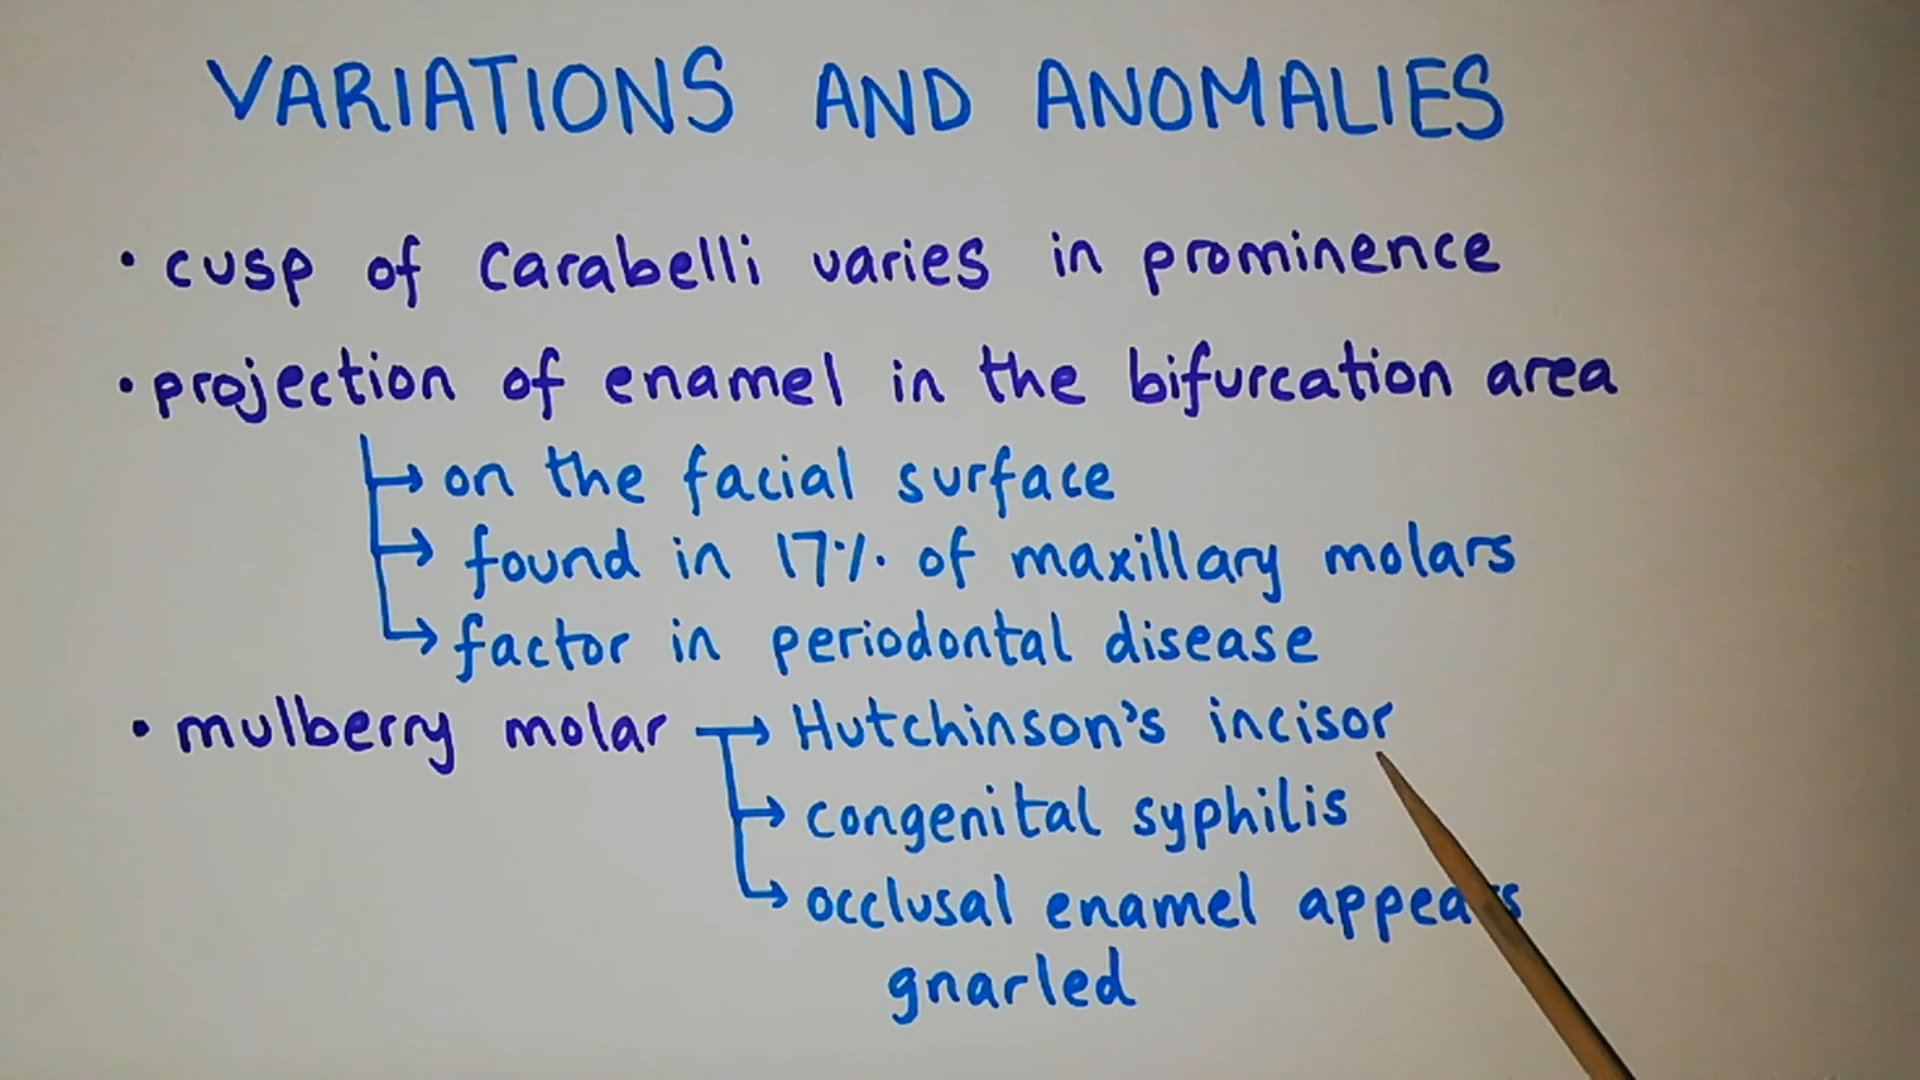 VARIATIONS AND ANOMALIES
• cusp of Carabelli varies in prominence
• projection of enamel in the bifurcation area
→ on the facial surface
→ found in 17% of maxillary molars
→ factor in periodontal disease
• mulberry molar → Hutchinson's incisor
→ congenital syphilis
→ occlusal enamel appears
gnarled